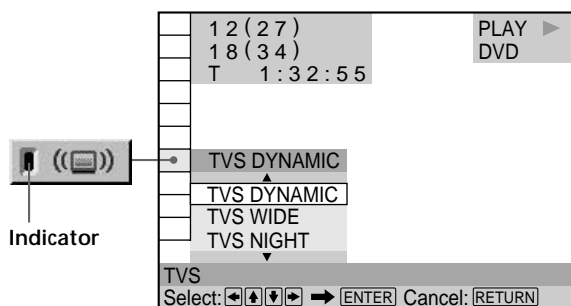 12(27)
18(34)
T 1:32:55
PLAY ►
DVD
TVS DYNAMIC
▲
TVS DYNAMIC
TVS WIDE
TVS NIGHT
▼
Indicator
TVS
Select: ← ↑ ↓ → ➡ ENTER Cancel: RETURN